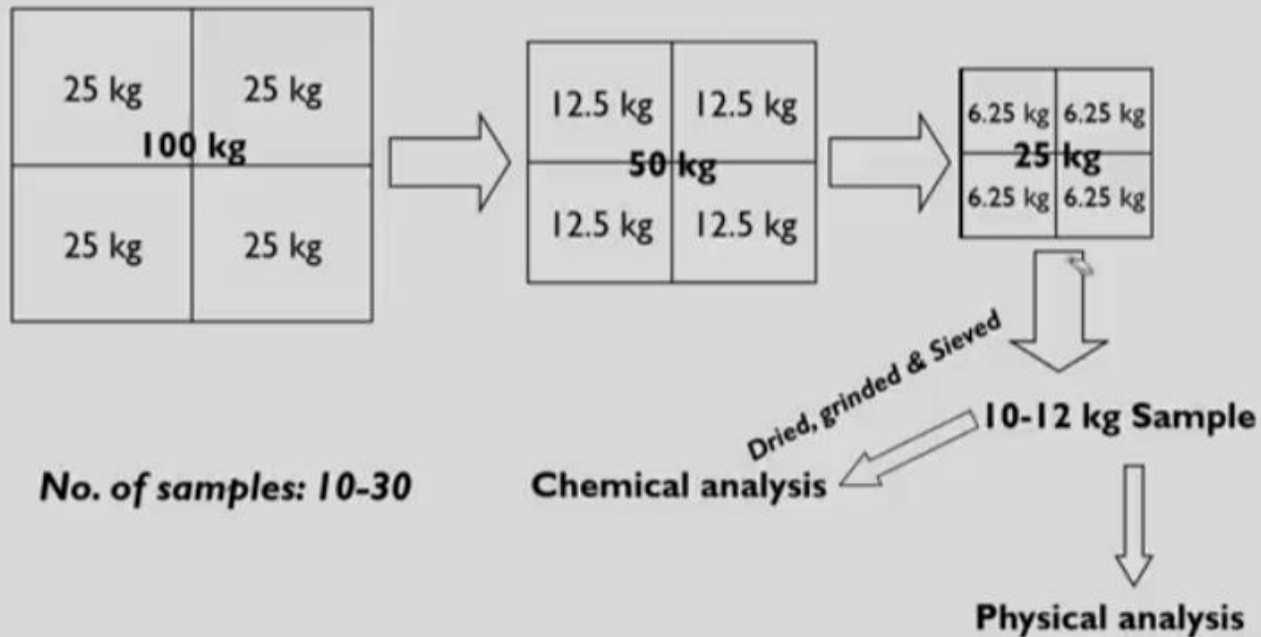 25 kg 25 kg
100 kg
25 kg 25 kg
12.5 kg 12.5 kg
50 kg
12.5 kg 12.5 kg
6.25 kg 6.25 kg
25 kg
6.25 kg 6.25 kg
Dried, grinded & Sieved
10-12 kg Sample
No. of samples: 10-30
Chemical analysis
Physical analysis